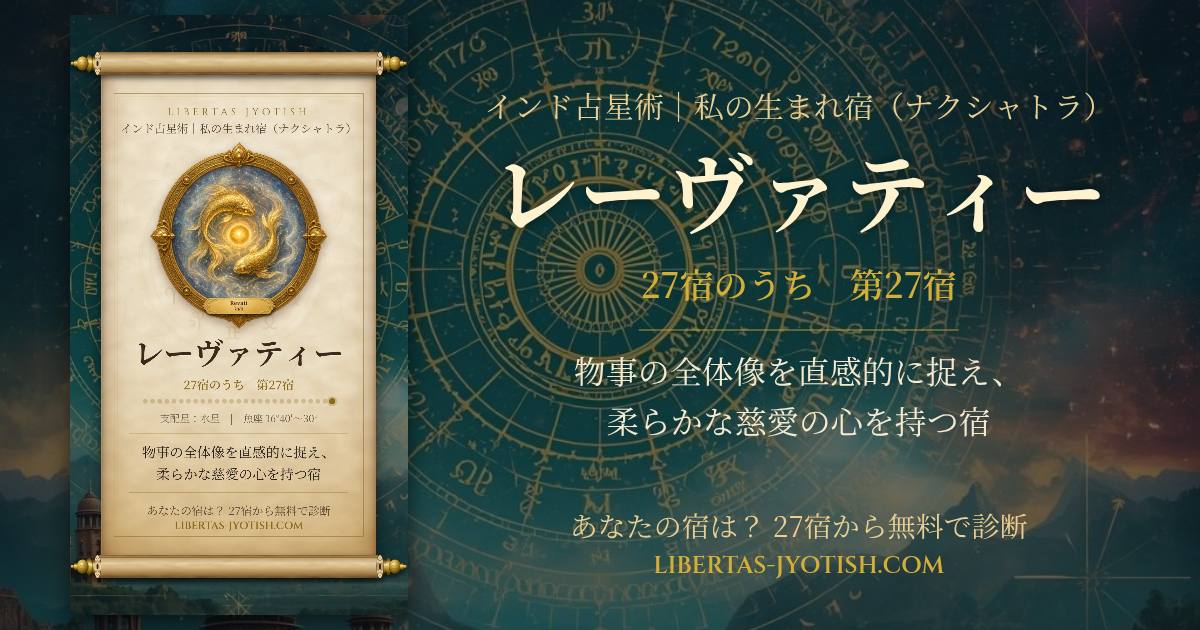 LIBERTAS JYOTISH
インド占星術｜私の生まれ宿（ナクシャトラ）
Revati
レーヴァティー
27宿のうち　第27宿
支配星：水星　｜　魚座 16°40'〜30°
物事の全体像を直感的に捉え、
柔らかな慈愛の心を持つ宿
あなたの宿は？ 27宿から無料で診断
LIBERTAS-JYOTISH.COM
インド占星術｜私の生まれ宿（ナクシャトラ）
レーヴァティー
27宿のうち　第27宿
物事の全体像を直感的に捉え、
柔らかな慈愛の心を持つ宿
あなたの宿は？ 27宿から無料で診断
LIBERTAS-JYOTISH.COM